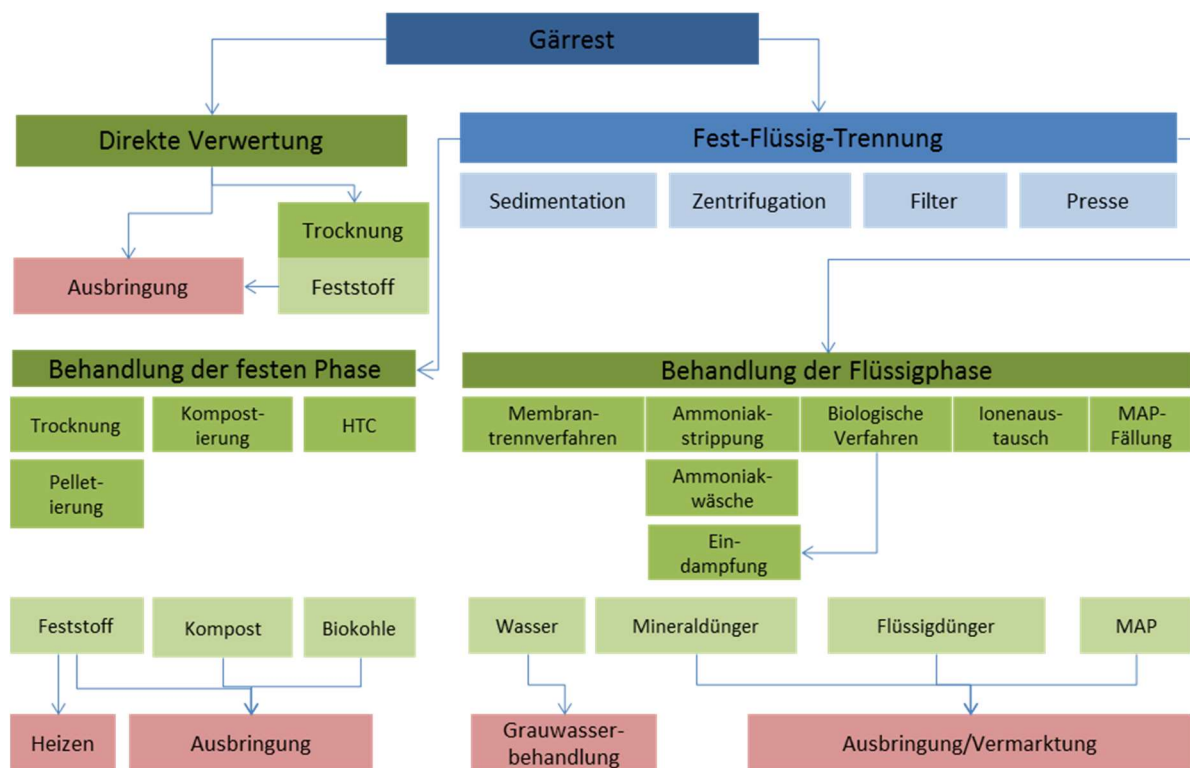 Gärrest
Direkte Verwertung
Fest-Flüssig-Trennung
Sedimentation
Zentrifugation
Filter
Presse
Trocknung
Ausbringung
Feststoff
Behandlung der festen Phase
Behandlung der Flüssigphase
Trocknung
Kompost-
ierung
HTC
Membran-
trennverfahren
Ammoniak-
strippung
Biologische
Verfahren
Ionenaus-
tausch
MAP-
Fällung
Pellet-
ierung
Ammoniak-
wäsche
Ein-
dampfung
Feststoff
Kompost
Biokohle
Wasser
Mineraldünger
Flüssigdünger
MAP
Heizen
Ausbringung
Grauwasser-
behandlung
Ausbringung/Vermarktung